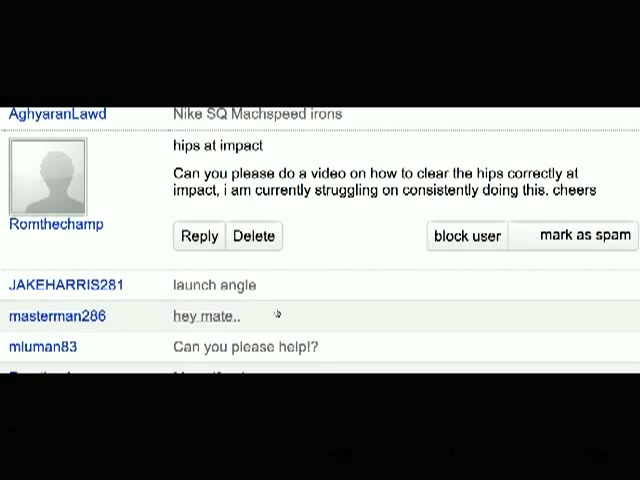 AghyaranLawd Nike SQ Machspeed irons
hips at impact
Can you please do a video on how to clear the hips correctly at
impact, i am currently struggling on consistently doing this. cheers
Romthechamp
Reply Delete block user mark as spam
JAKEHARRIS281 launch angle
masterman286 hey mate..
mluman83 Can you please help!?